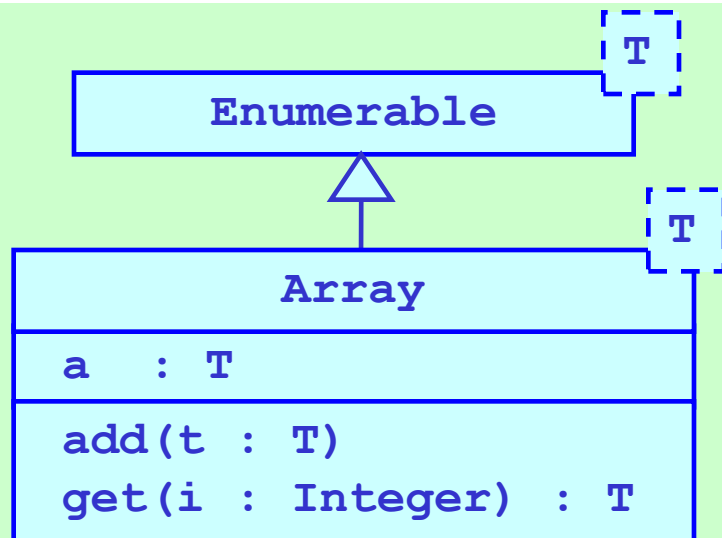 T
Enumerable
T
Array
a : T
add(t : T)
get(i : Integer) : T